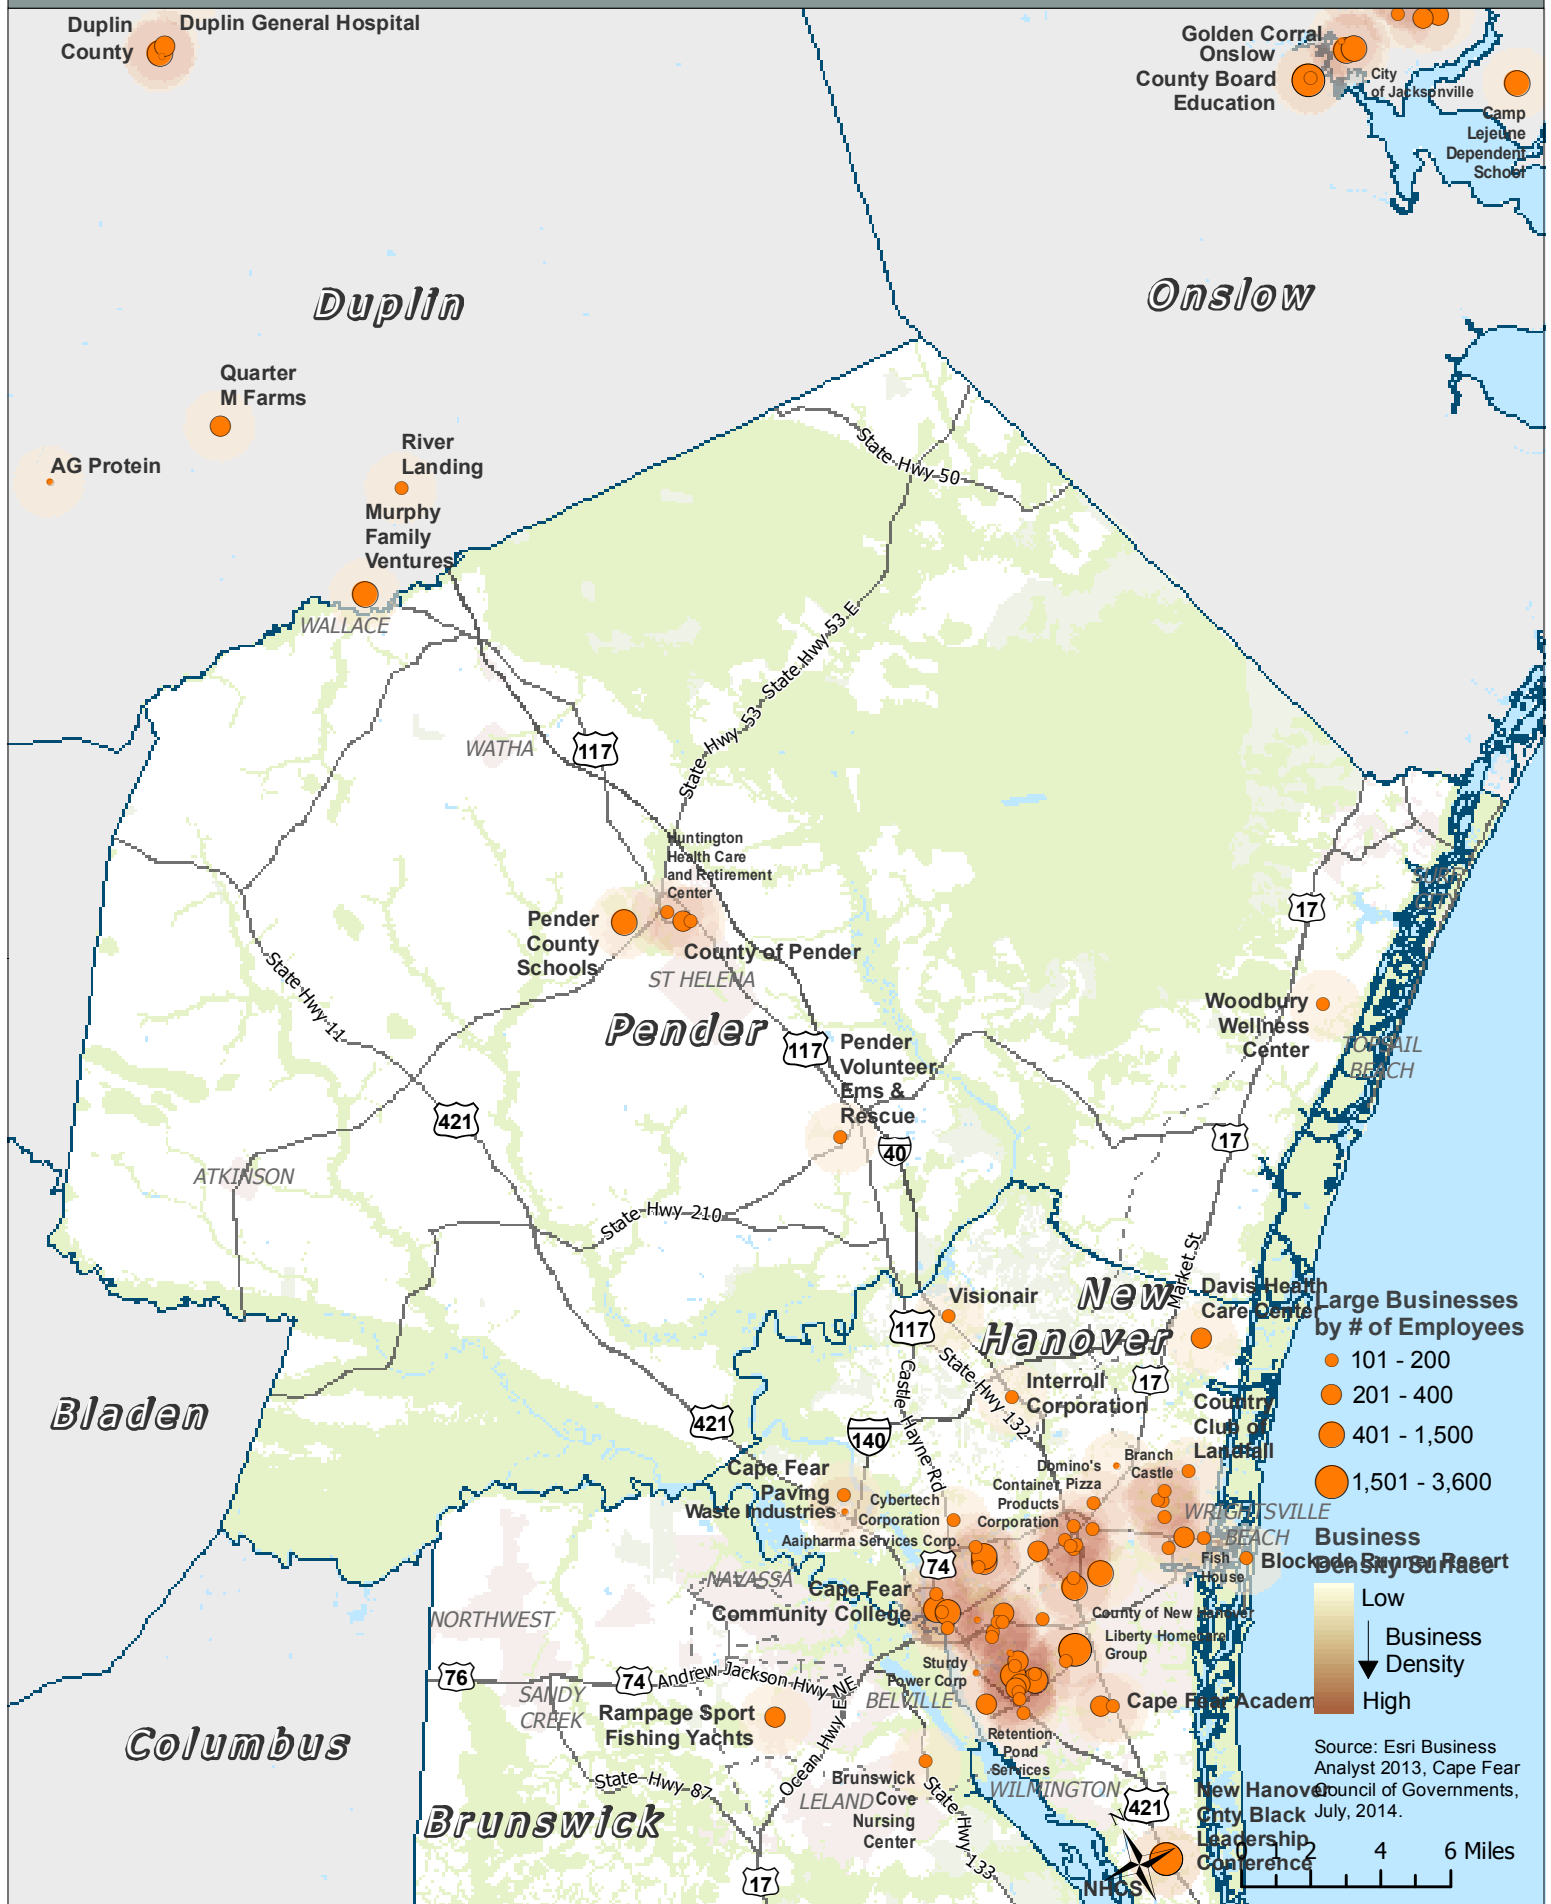 Duplin
County
Duplin General Hospital
Golden Corral
Onslow
County Board
Education
City
of Jacksonville
Camp
Lejeune
Dependent
School
Duplin
Onslow
Quarter
M Farms
AG Protein
River
Landing
Murphy
Family
Ventures
State Hwy 50
WALLACE
State Hwy 53 E
State Hwy 53
WATHA
117
Huntington
Health Care
and Retirement
Center
Pender
County
Schools
County of Pender
ST HELENA
SURF
CITY
17
State Hwy 11
Pender
Woodbury
Wellness
Center
TOPSAIL
BEACH
117
Pender
Volunteer
Ems &
Rescue
421
40
17
ATKINSON
State Hwy 210
Market St
New
Hanover
Visionair
Davis Health
Care Center
117
State Hwy 132
Castle Hayne Rd
Interroll
Corporation
17
Country
Club of
Landfall
Bladen
421
140
Large Businesses
by # of Employees
101 - 200
201 - 400
401 - 1,500
1,501 - 3,600
Cape Fear
Paving
Waste Industries
Cybertech
Corporation
Domino's
Pizza
Container
Products
Corporation
Branch
Castle
WRIGHTSVILLE
BEACH
Aaipharma Services Corp.
74
Fish
House
Blockade Runner Resort
Business
Density Surface
Low
Business
Density
High
NAVASSA
Cape Fear
Community College
NORTHWEST
County of New Hanover
Liberty Homecare
Group
76
74
Andrew Jackson Hwy
SANDY
CREEK
Ocean Hwy E NE
Sturdy
Power Corp
BELVILLE
Cape Fear Academ
Rampage Sport
Fishing Yachts
Columbus
Retention
Pond
Services
Source: Esri Business
Analyst 2013, Cape Fear
Council of Governments,
July, 2014.
State Hwy 87
Brunswick
Cove
Nursing
Center
LELAND
WILMINGTON
State Hwy 133
421
N
New Hanover
Cnty Black
Leadership
Conference
Brunswick
17
NHCS
0 1 2 4 6 Miles